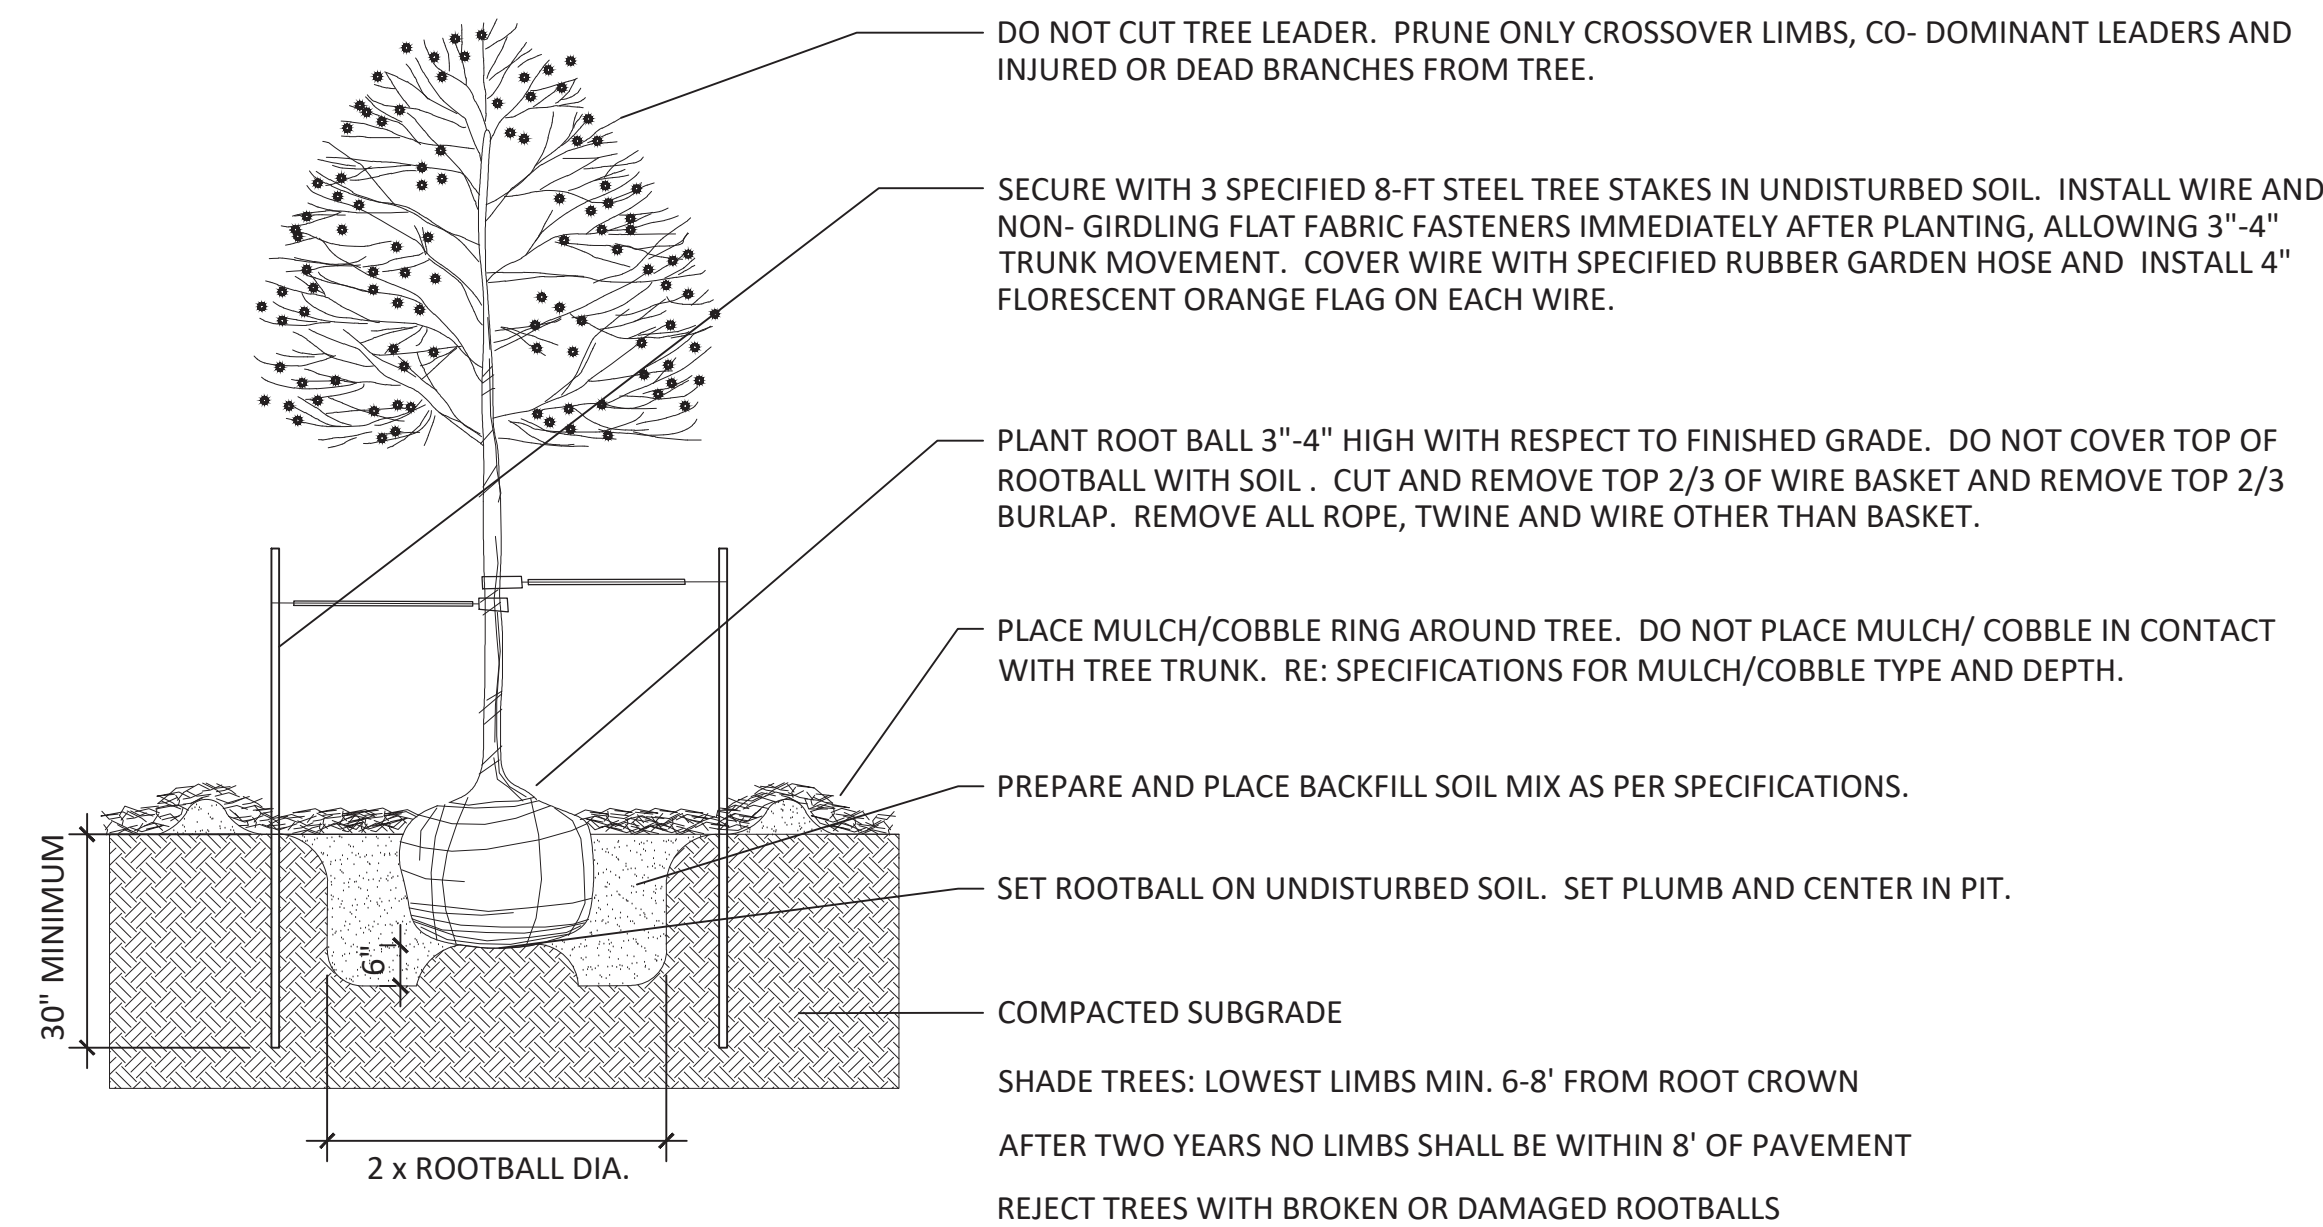 DO NOT CUT TREE LEADER.  PRUNE ONLY CROSSOVER LIMBS, CO- DOMINANT LEADERS AND
INJURED OR DEAD BRANCHES FROM TREE.
SECURE WITH 3 SPECIFIED 8-FT STEEL TREE STAKES IN UNDISTURBED SOIL.  INSTALL WIRE AND
NON- GIRDLING FLAT FABRIC FASTENERS IMMEDIATELY AFTER PLANTING, ALLOWING 3"-4"
TRUNK MOVEMENT.  COVER WIRE WITH SPECIFIED RUBBER GARDEN HOSE AND  INSTALL 4"
FLORESCENT ORANGE FLAG ON EACH WIRE.
PLANT ROOT BALL 3"-4" HIGH WITH RESPECT TO FINISHED GRADE.  DO NOT COVER TOP OF
ROOTBALL WITH SOIL .  CUT AND REMOVE TOP 2/3 OF WIRE BASKET AND REMOVE TOP 2/3
BURLAP.  REMOVE ALL ROPE, TWINE AND WIRE OTHER THAN BASKET.
PLACE MULCH/COBBLE RING AROUND TREE.  DO NOT PLACE MULCH/ COBBLE IN CONTACT
WITH TREE TRUNK.  RE: SPECIFICATIONS FOR MULCH/COBBLE TYPE AND DEPTH.
PREPARE AND PLACE BACKFILL SOIL MIX AS PER SPECIFICATIONS.
SET ROOTBALL ON UNDISTURBED SOIL.  SET PLUMB AND CENTER IN PIT.
COMPACTED SUBGRADE
SHADE TREES: LOWEST LIMBS MIN. 6-8' FROM ROOT CROWN
AFTER TWO YEARS NO LIMBS SHALL BE WITHIN 8' OF PAVEMENT
REJECT TREES WITH BROKEN OR DAMAGED ROOTBALLS
30" MINIMUM
6"
2 x ROOTBALL DIA.